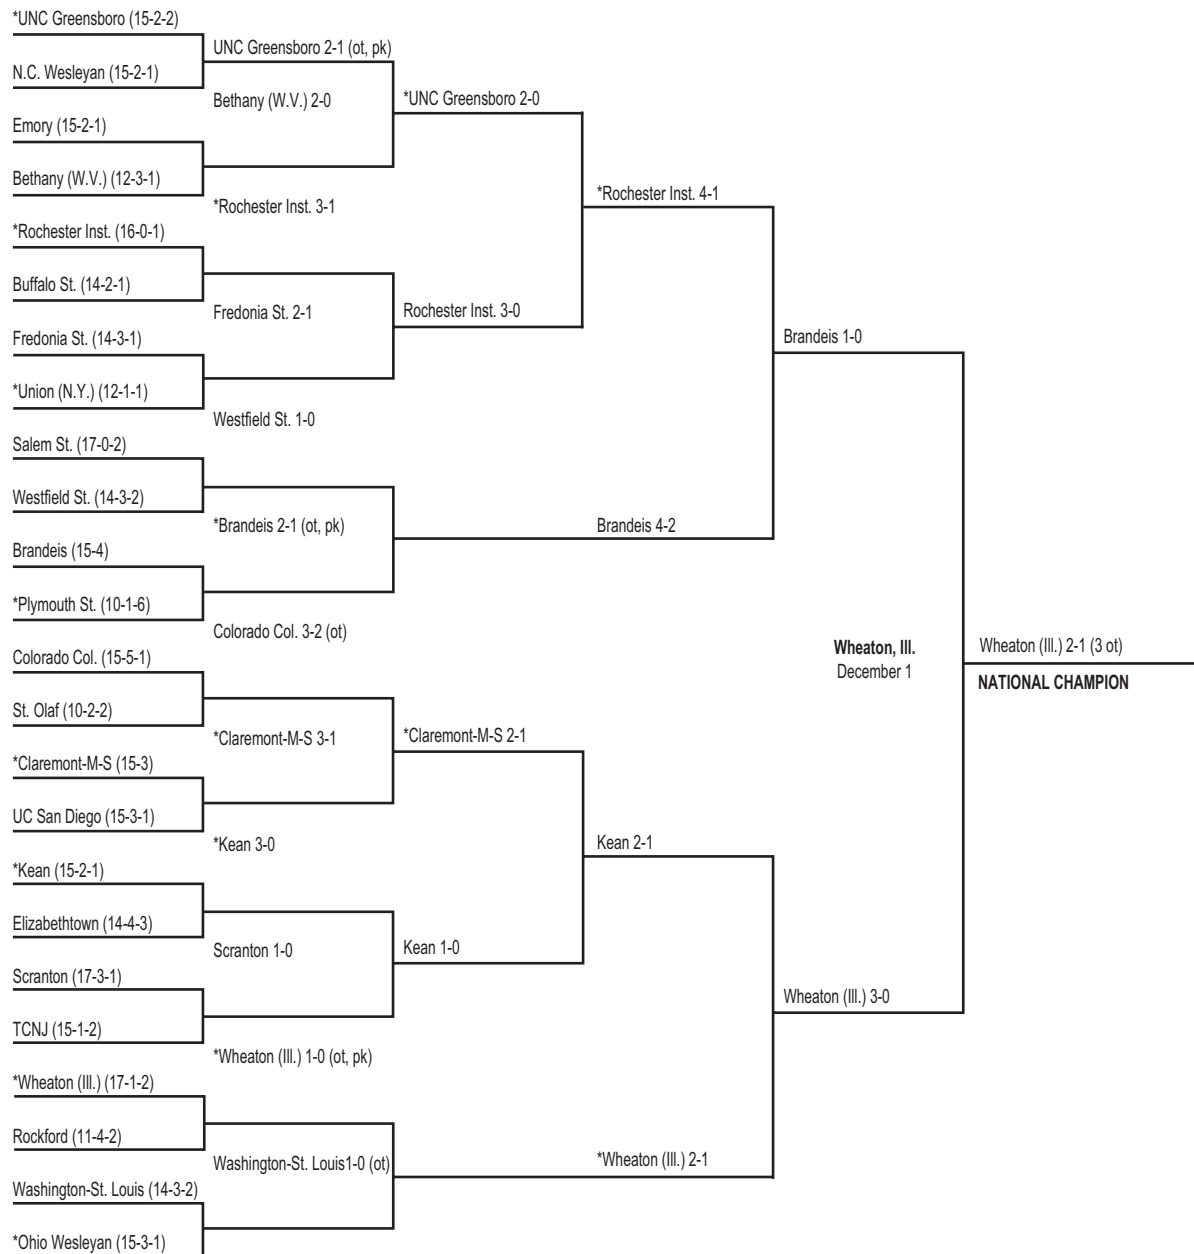 *UNC Greensboro (15-2-2)
N.C. Wesleyan (15-2-1)
Emory (15-2-1)
Bethany (W.V.) (12-3-1)
*Rochester Inst. (16-0-1)
Buffalo St. (14-2-1)
Fredonia St. (14-3-1)
*Union (N.Y.) (12-1-1)
Salem St. (17-0-2)
Westfield St. (14-3-2)
Brandeis (15-4)
*Plymouth St. (10-1-6)
Colorado Col. (15-5-1)
St. Olaf (10-2-2)
*Claremont-M-S (15-3)
UC San Diego (15-3-1)
*Kean (15-2-1)
Elizabethtown (14-4-3)
Scranton (17-3-1)
TCNJ (15-1-2)
*Wheaton (Ill.) (17-1-2)
Rockford (11-4-2)
Washington-St. Louis (14-3-2)
*Ohio Wesleyan (15-3-1)
UNC Greensboro 2-1 (ot, pk)
Bethany (W.V.) 2-0
*Rochester Inst. 3-1
Fredonia St. 2-1
Westfield St. 1-0
*Brandeis 2-1 (ot, pk)
Colorado Col. 3-2 (ot)
*Claremont-M-S 3-1
*Kean 3-0
Scranton 1-0
*Wheaton (Ill.) 1-0 (ot, pk)
Washington-St. Louis1-0 (ot)
*UNC Greensboro 2-0
Rochester Inst. 3-0
*Claremont-M-S 2-1
Kean 1-0
*Rochester Inst. 4-1
Brandeis 4-2
Kean 2-1
*Wheaton (Ill.) 2-1
Brandeis 1-0
Wheaton (Ill.) 3-0
Wheaton, Ill.
December 1
Wheaton (Ill.) 2-1 (3 ot)
NATIONAL CHAMPION